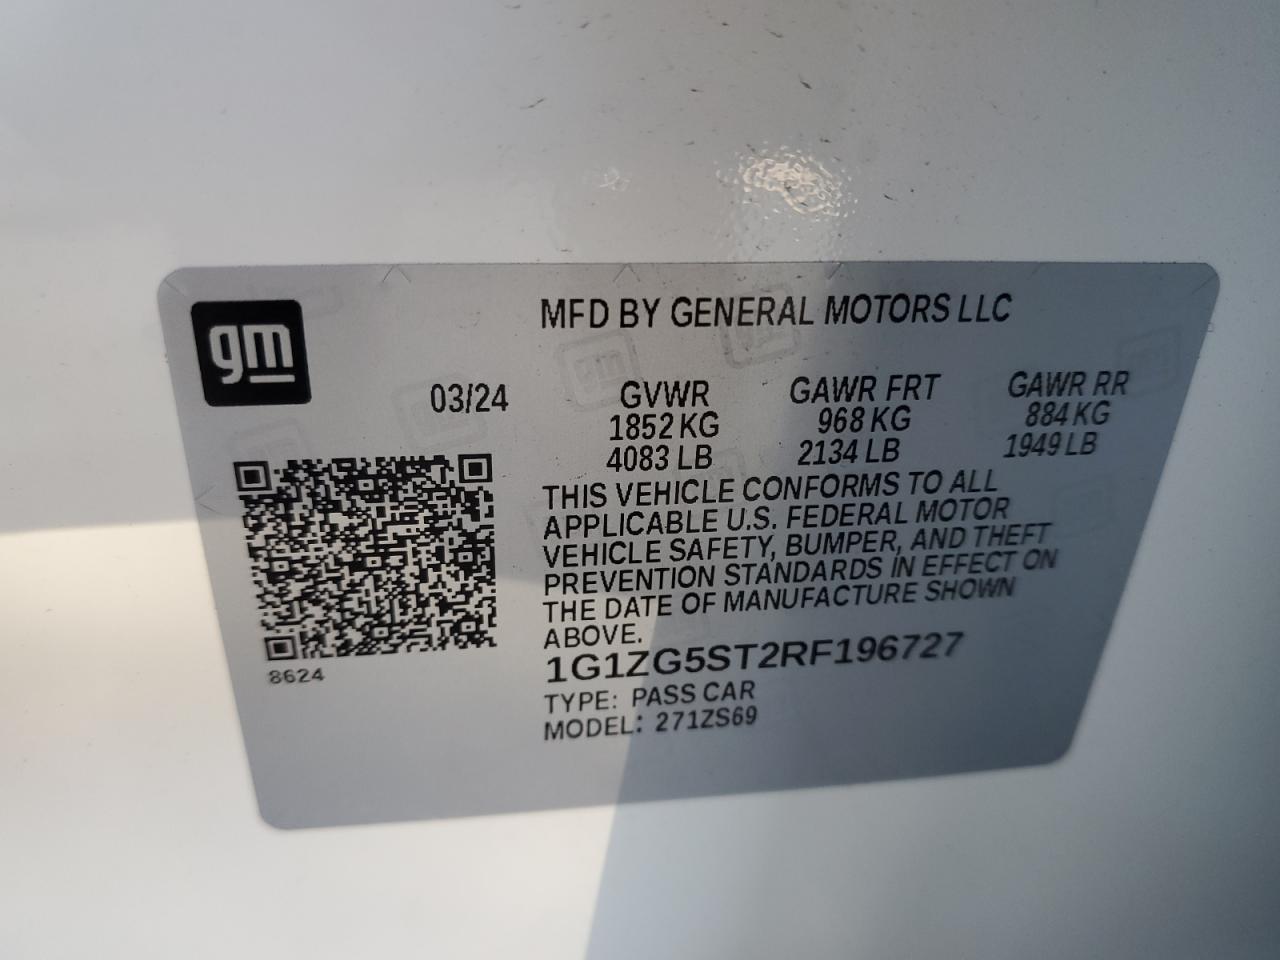 gm
MFD BY GENERAL MOTORS LLC
03/24
GVWR GAWR FRT GAWR RR
1852 KG 968 KG 884 KG
4083 LB 2134 LB 1949 LB
THIS VEHICLE CONFORMS TO ALL
APPLICABLE U.S. FEDERAL MOTOR
VEHICLE SAFETY, BUMPER, AND THEFT
PREVENTION STANDARDS IN EFFECT ON
THE DATE OF MANUFACTURE SHOWN
ABOVE.
8624
1G1ZG5ST2RF196727
TYPE: PASS CAR
MODEL: 271ZS69